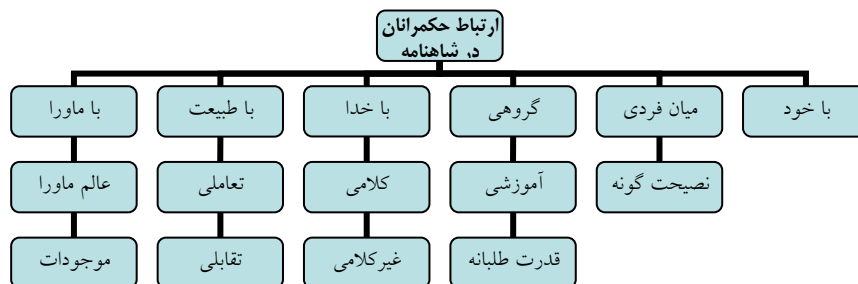 ارتباط حکمرانان
در شاهنامه
با خود
میان فردی
گروهی
با خدا
با طبیعت
با ماورا
نصیحت گونه
آموزشی
کلامی
تعاملی
عالم ماورا
قدرت طلبانه
غیرکلامی
تقابلی
موجودات